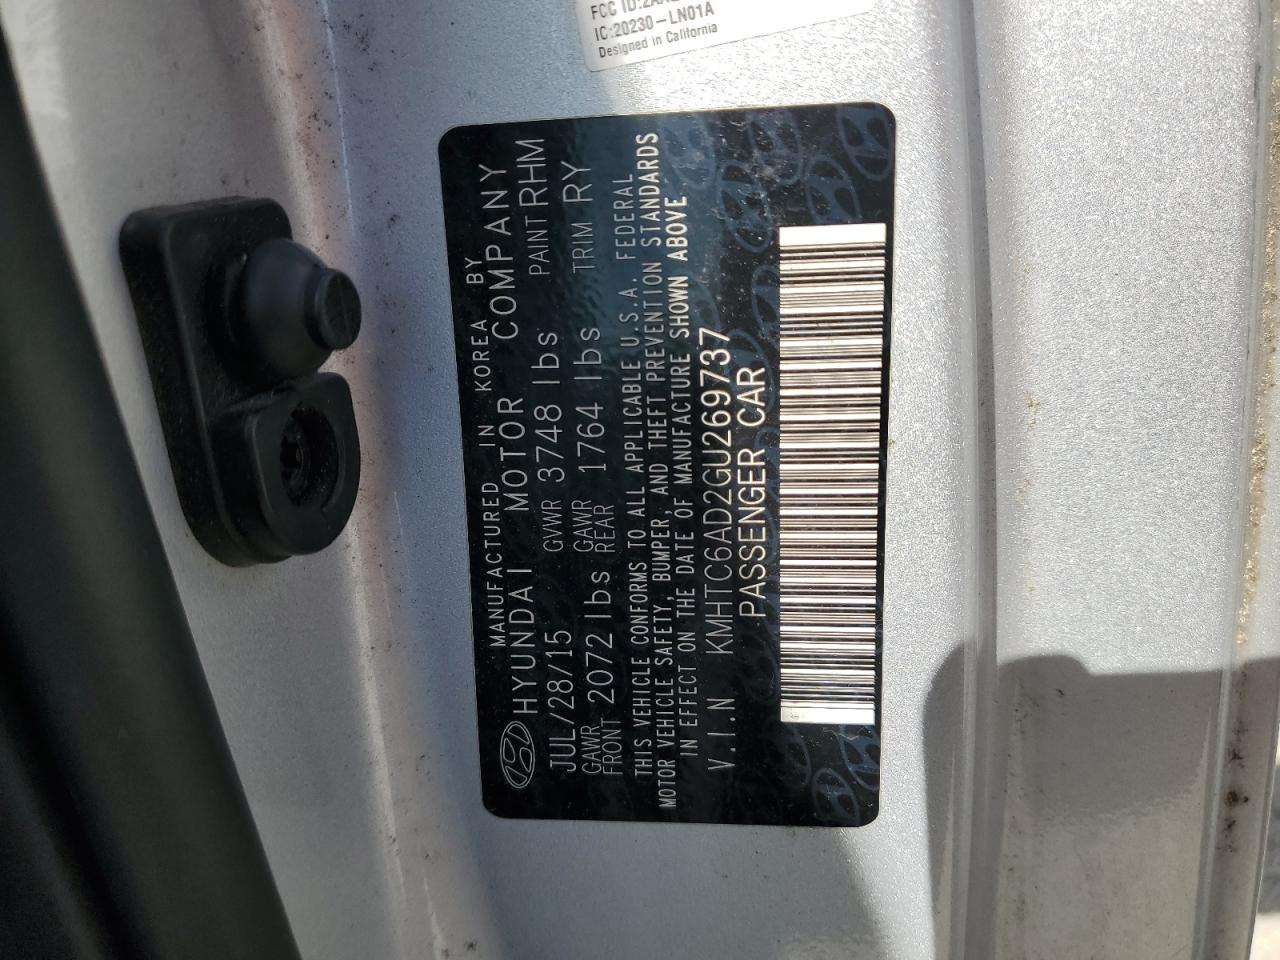 IC:20230-LN01A
Designed in California
MANUFACTURED IN KOREA BY
HYUNDAI MOTOR COMPANY
JUL/28/15 GVWR 3748 lbs PAINT RHM
GAWR FRONT 2072 lbs GAWR REAR 1764 lbs TRIM RY
THIS VEHICLE CONFORMS TO ALL APPLICABLE U.S.A. FEDERAL
MOTOR VEHICLE SAFETY, BUMPER, AND THEFT PREVENTION STANDARDS
IN EFFECT ON THE DATE OF MANUFACTURE SHOWN ABOVE
V.I.N KMHTC6AD2GU269737
PASSENGER CAR